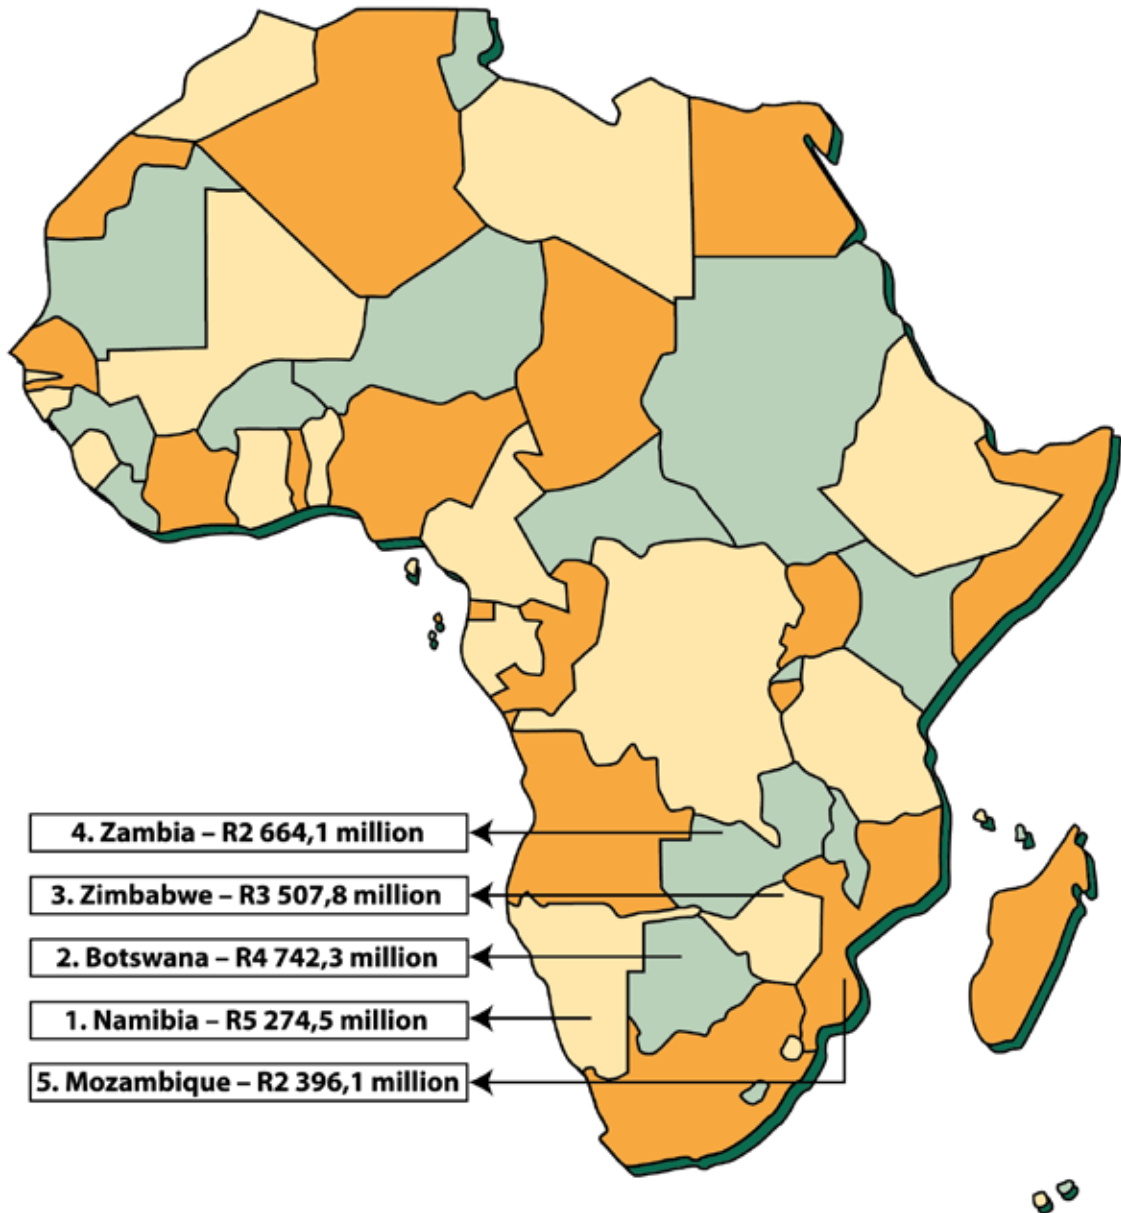 4. Zambia – R2 664,1 million
3. Zimbabwe – R3 507,8 million
2. Botswana – R4 742,3 million
1. Namibia – R5 274,5 million
5. Mozambique – R2 396,1 million